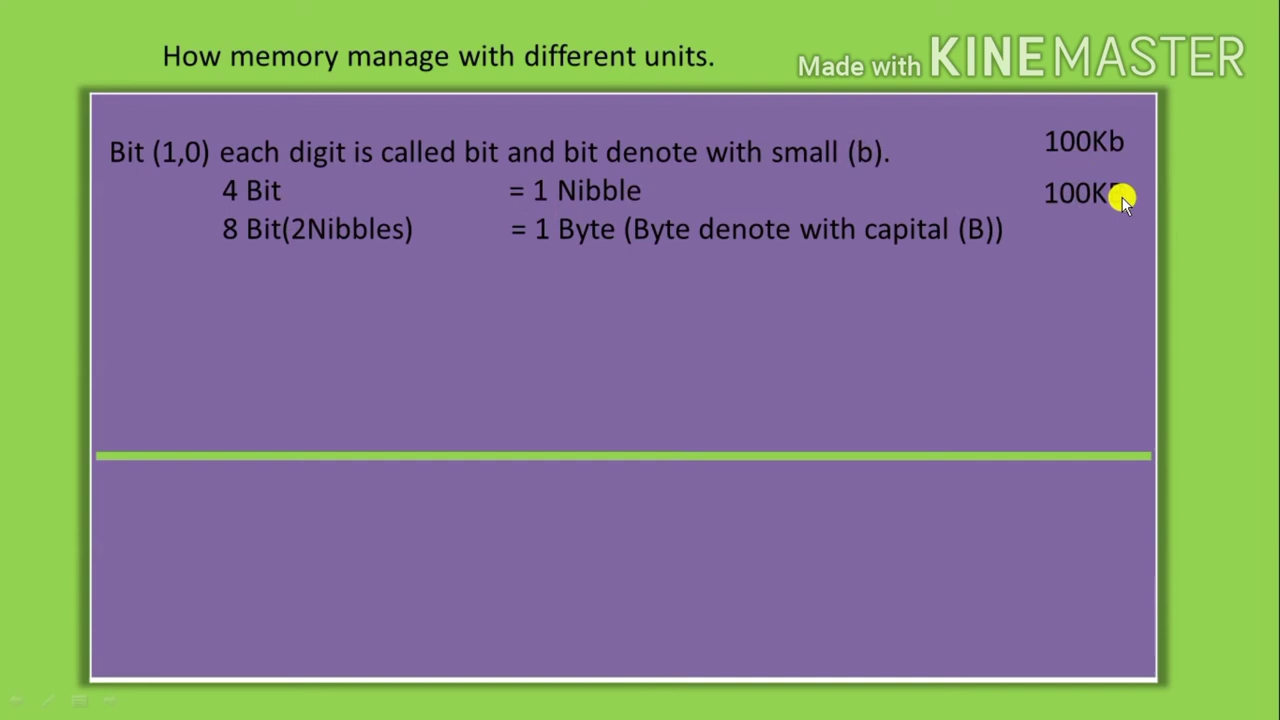 How memory manage with different units.
Made with KINEMASTER
Bit (1,0) each digit is called bit and bit denote with small (b).
100Kb
4 Bit = 1 Nibble
8 Bit(2Nibbles) = 1 Byte (Byte denote with capital (B))